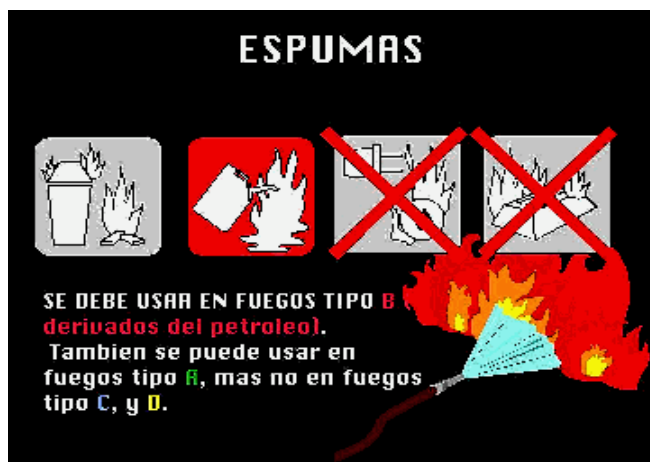 ESPUMAS
SE DEBE USAR EN FUEGOS TIPO B
derivados del petroleo).
Tambien se puede usar en
fuegos tipo A, mas no en fuegos
tipo C, y D.